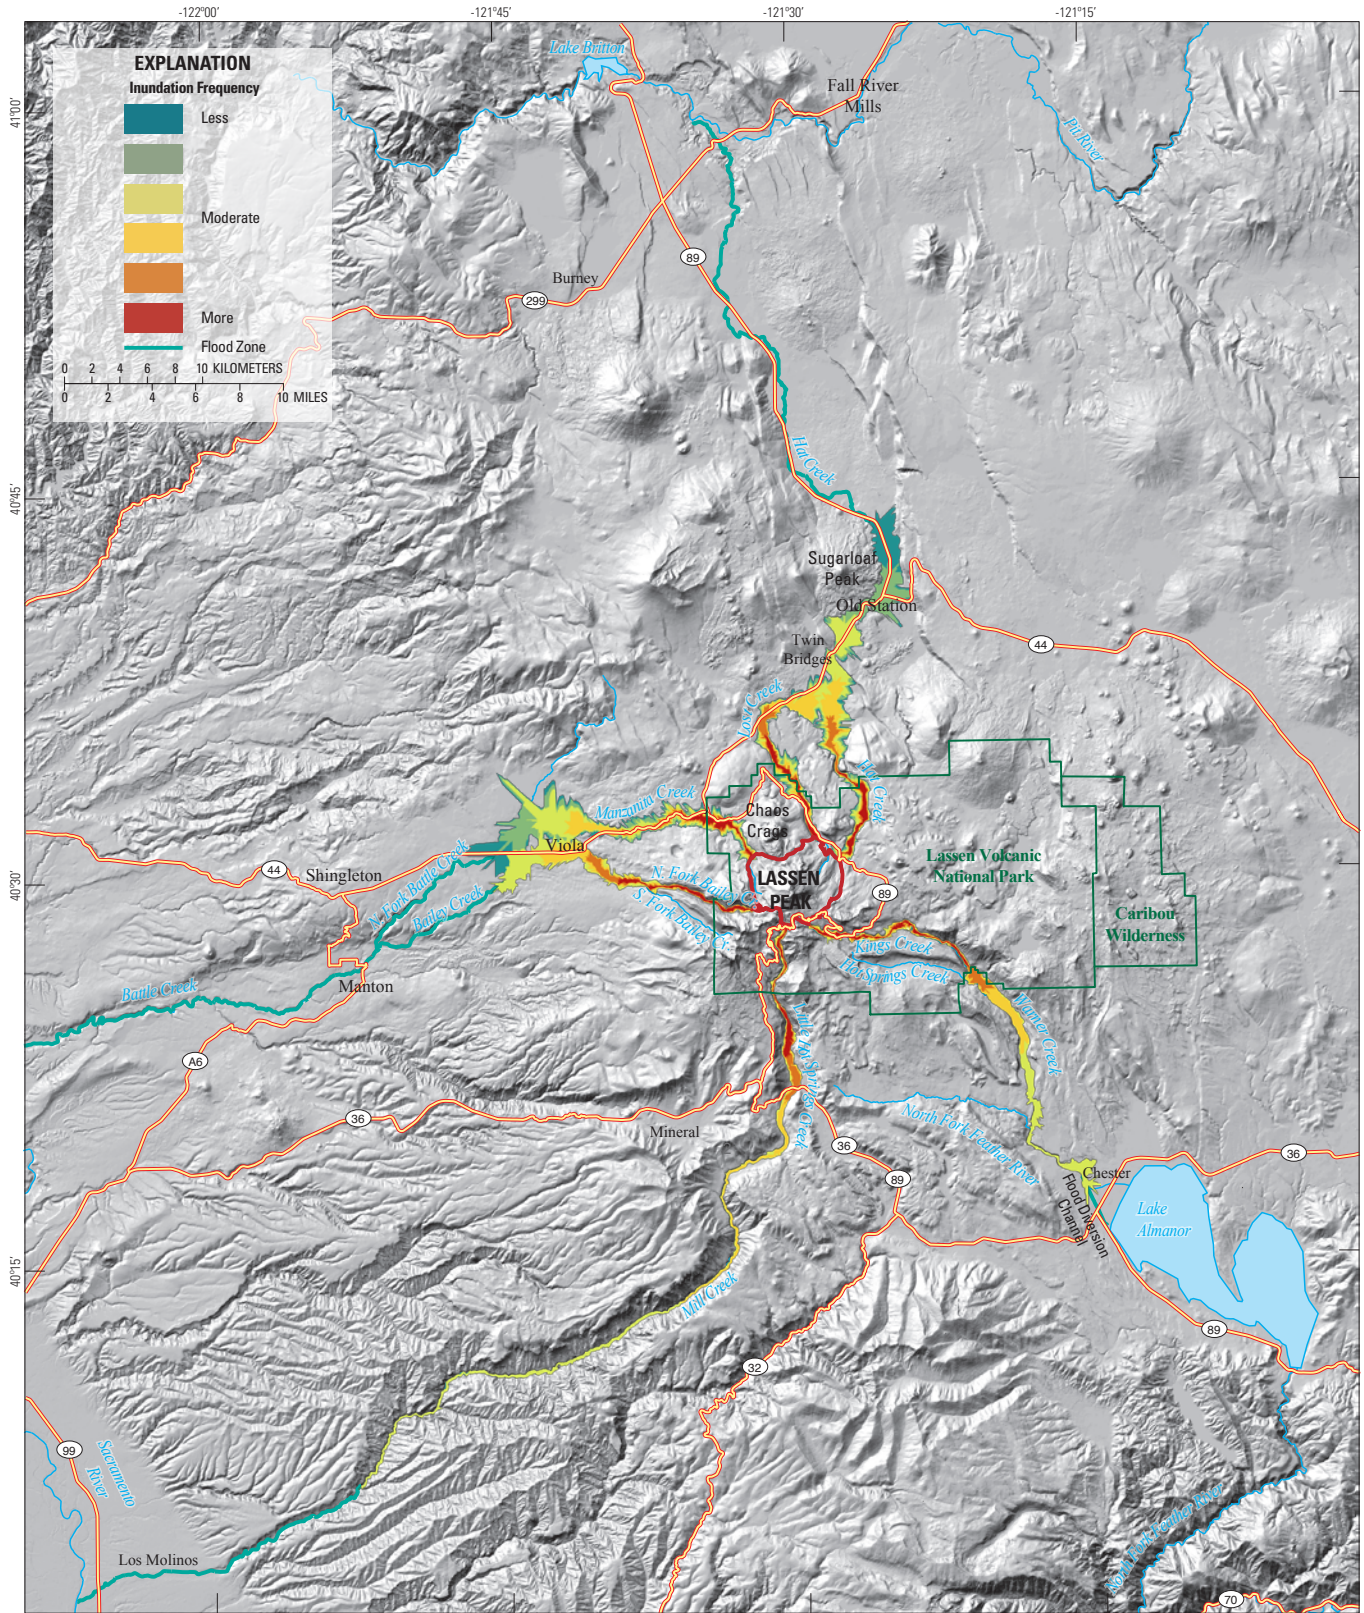 -122°00'
-121°45'
-121°30'
-121°15'
41°00'
40°45'
40°30'
40°15'
EXPLANATION
Inundation Frequency
Less
Moderate
More
Flood Zone
0 2 4 6 8 10 KILOMETERS
0 2 4 6 8 10 MILES
Lake Britton
Fall River
Mills
Pit River
89
Burney
299
Hat Creek
Sugarloaf
Peak
Old Station
Twin
Bridges
44
Lost Creek
Hat Creek
Manzanita Creek
Chaos
Crags
Viola
Lassen Volcanic
National Park
44
Shingleton
N. Fork Battle Creek
Bailey Creek
N. Fork Bailey Cr.
S. Fork Bailey Cr.
LASSEN
PEAK
89
Caribou
Wilderness
Kings Creek
Hot Springs Creek
Manton
Battle Creek
Warner Creek
Little Hot Springs Creek
A6
36
Mineral
North Fork Feather River
36
36
89
Chester
Flood Diversion
Channel
Lake
Almanor
Mill Creek
89
32
99
Sacramento
River
North Fork Feather River
Los Molinos
70